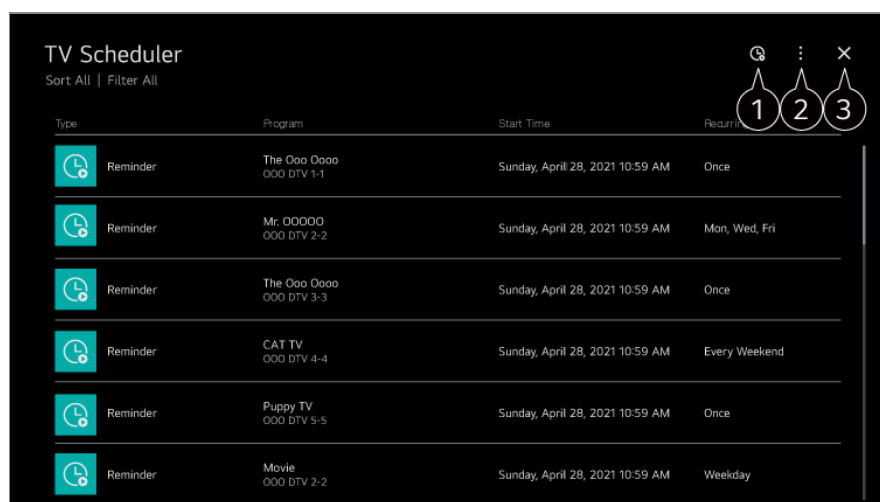 TV Scheduler
Sort All | Filter All
1 2 3
Type Program Start Time
Reminder The Ooo Oooo Sunday, April 28, 2021 10:59 AM Once
OOO DTV 1-1
Reminder Mr. OOOOO Sunday, April 28, 2021 10:59 AM Mon, Wed, Fri
OOO DTV 2-2
Reminder The Ooo Oooo Sunday, April 28, 2021 10:59 AM Once
OOO DTV 3-3
Reminder CAT TV Sunday, April 28, 2021 10:59 AM Every Weekend
OOO DTV 4-4
Reminder Puppy TV Sunday, April 28, 2021 10:59 AM Once
OOO DTV 5-5
Reminder Movie Sunday, April 28, 2021 10:59 AM Weekday
OOO DTV 2-2